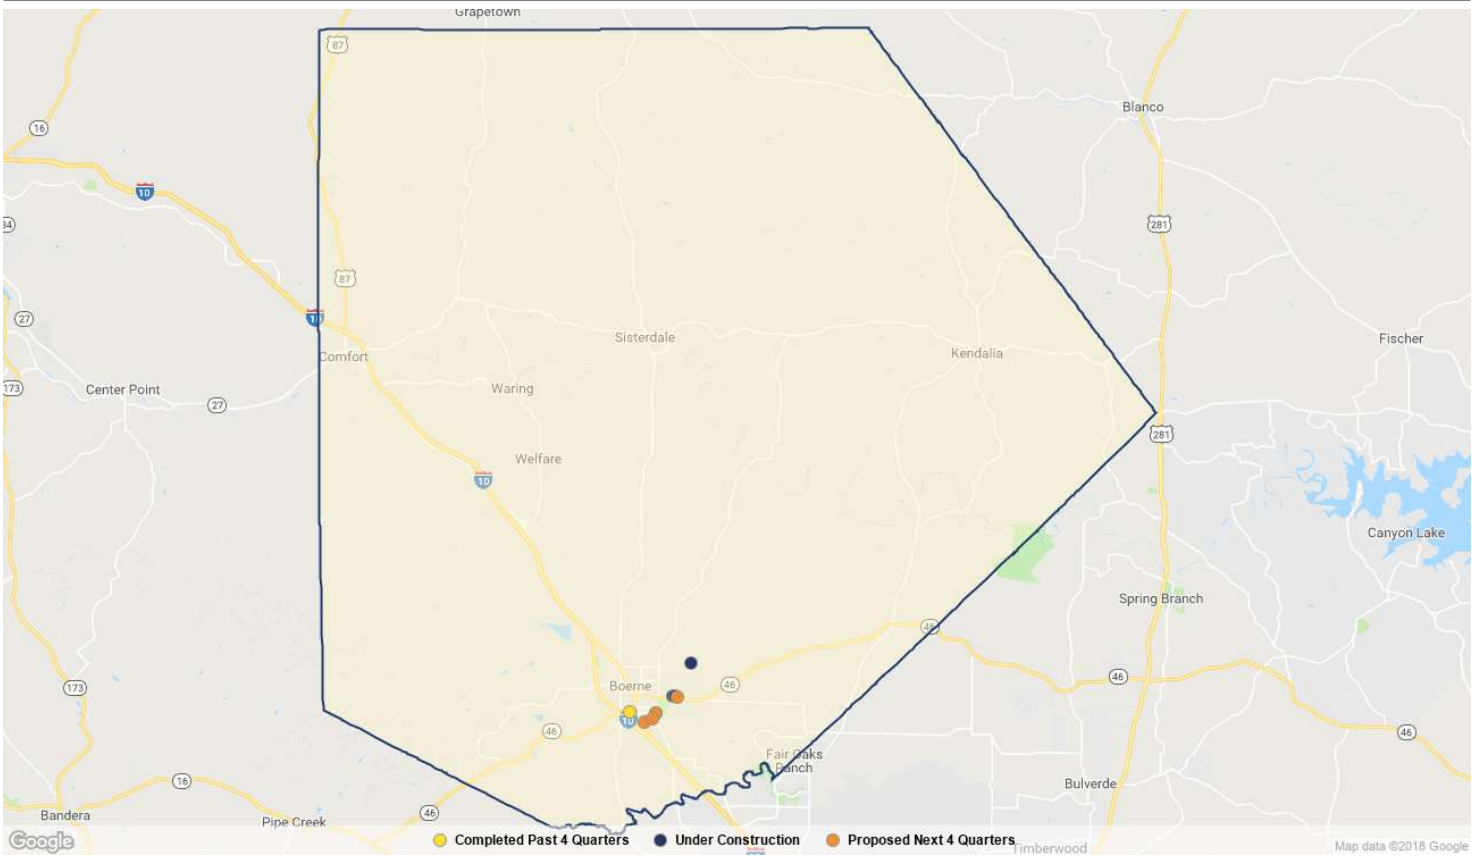 Grapetown
87
Blanco
16
10
281
34
87
27
10
Sisterdale
Fischer
Comfort
Kendalia
173
Center Point
Waring
27
281
Welfare
10
Canyon Lake
Spring Branch
46
46
173
Boerne
46
10
46
46
Fair Oaks
Ranch
16
Bulverde
46
Bandera
Pipe Creek
Google
Completed Past 4 Quarters
Under Construction
Proposed Next 4 Quarters
Timberwood
Map data ©2018 Google